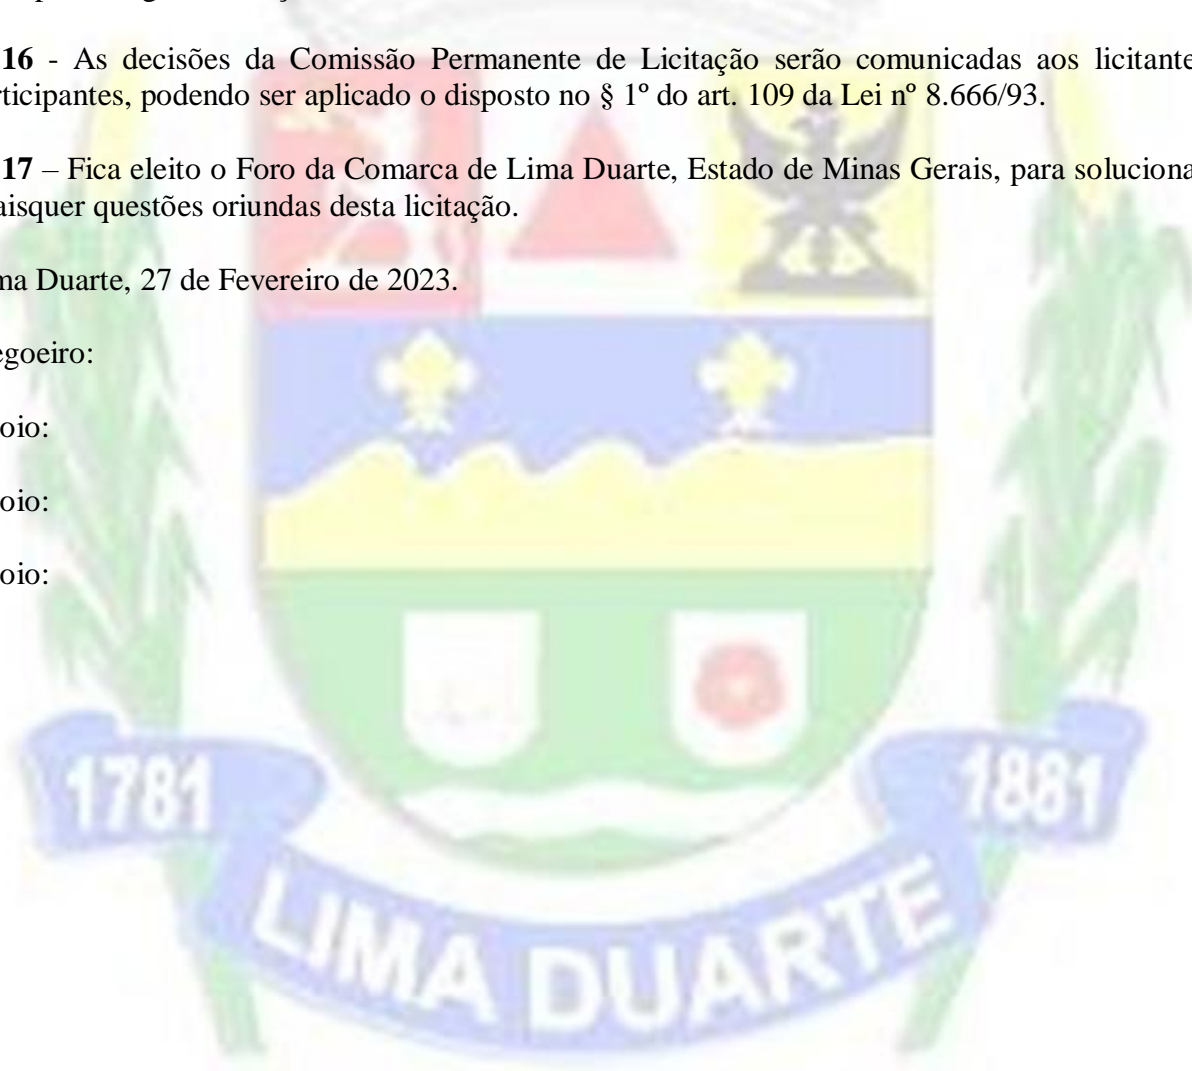 16 - As decisões da Comissão Permanente de Licitação serão comunicadas aos licitante
rticipantes, podendo ser aplicado o disposto no § 1º do art. 109 da Lei nº 8.666/93.
17 – Fica eleito o Foro da Comarca de Lima Duarte, Estado de Minas Gerais, para soluciona
aisquer questões oriundas desta licitação.
ma Duarte, 27 de Fevereiro de 2023.
egoeiro:
oio:
oio:
oio:
1781
1881
LIMA DUARTE